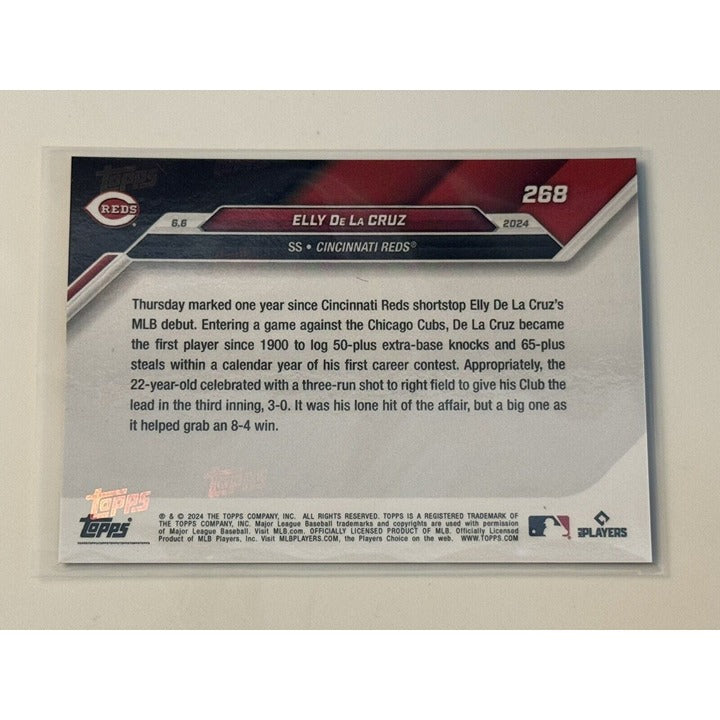 Topps
REDS
268
ELLY DE LA CRUZ
6.6
2024
SS • CINCINNATI REDS®
Thursday marked one year since Cincinnati Reds shortstop Elly De La Cruz's
MLB debut. Entering a game against the Chicago Cubs, De La Cruz became
the first player since 1900 to log 50-plus extra-base knocks and 65-plus
steals within a calendar year of his first career contest. Appropriately, the
22-year-old celebrated with a three-run shot to right field to give his Club the
lead in the third inning, 3-0. It was his lone hit of the affair, but a big one as
it helped grab an 8-4 win.
Topps
Topps
Topps
® & © 2024 THE TOPPS COMPANY, INC. ALL RIGHTS RESERVED. TOPPS IS A REGISTERED TRADEMARK OF
THE TOPPS COMPANY, INC. Major League Baseball trademarks and copyrights are used with permission
of Major League Baseball. Visit MLB.com. OFFICIALLY LICENSED PRODUCT OF MLB. Officially Licensed
Product of MLB Players, Inc. Visit MLBPLAYERS.COM, the Players Choice on the web. WWW.TOPPS.COM
MLB PLAYERS